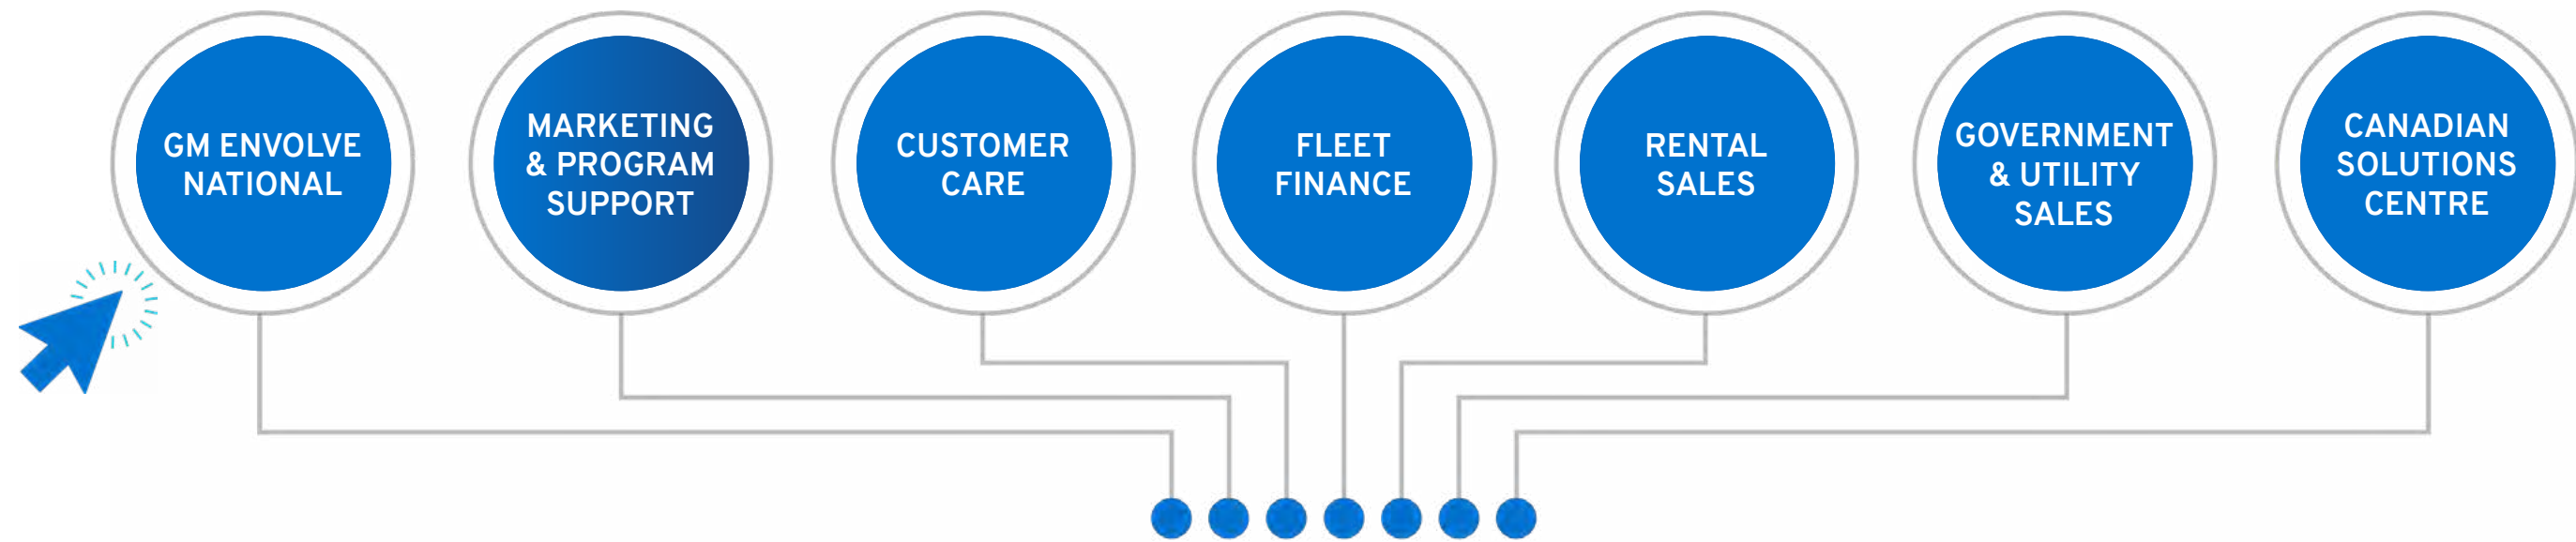 GM ENVOLVE
NATIONAL
MARKETING
& PROGRAM
SUPPORT
CUSTOMER
CARE
FLEET
FINANCE
RENTAL
SALES
GOVERNMENT
& UTILITY
SALES
CANADIAN
SOLUTIONS
CENTRE